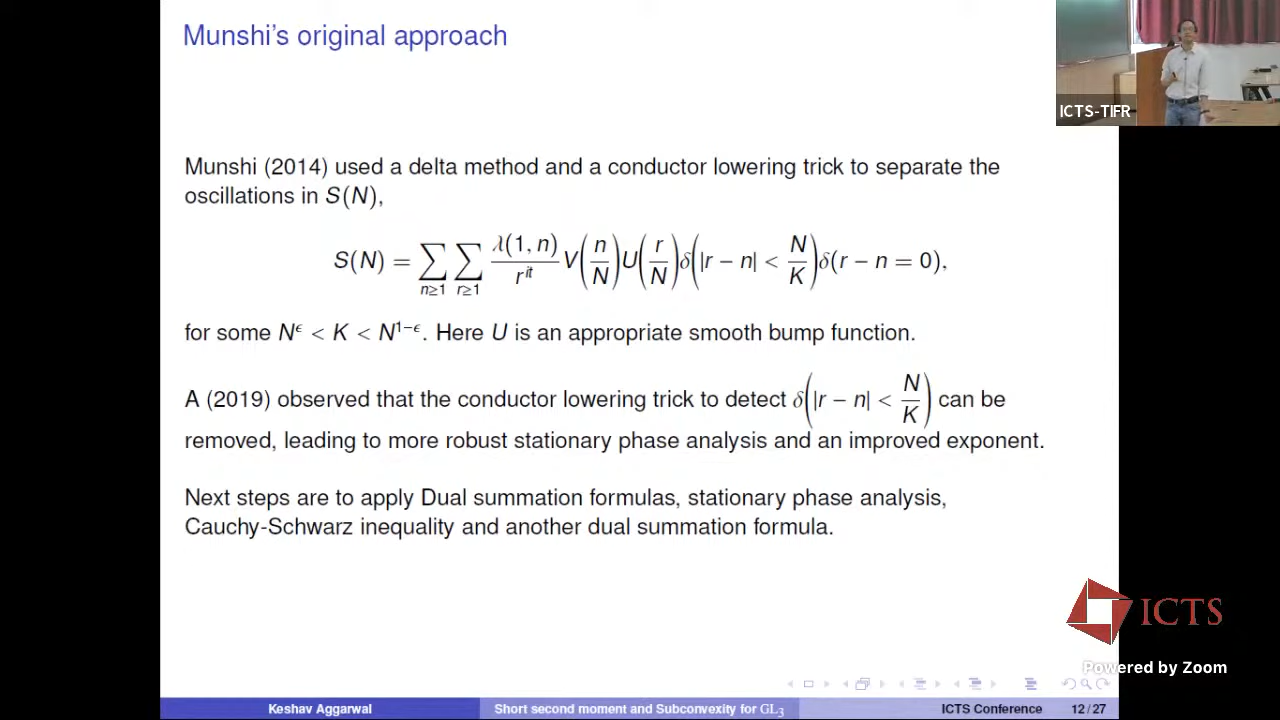 Munshi's original approach
ICTS-TIFR
Munshi (2014) used a delta method and a conductor lowering trick to separate the
oscillations in S(N),
S(N) = ∑_{n≥1} ∑_{r≥1} λ(1, n)/r^{it} V(n/N) U(r/N) δ(|r − n| < N/K) δ(r − n = 0),
for some N^ϵ < K < N^{1−ϵ}. Here U is an appropriate smooth bump function.
A (2019) observed that the conductor lowering trick to detect δ(|r − n| < N/K) can be
removed, leading to more robust stationary phase analysis and an improved exponent.
Next steps are to apply Dual summation formulas, stationary phase analysis,
Cauchy-Schwarz inequality and another dual summation formula.
ICTS
Powered by Zoom
Keshav Aggarwal Short second moment and Subconvexity for GL₃ ICTS Conference 12 / 27